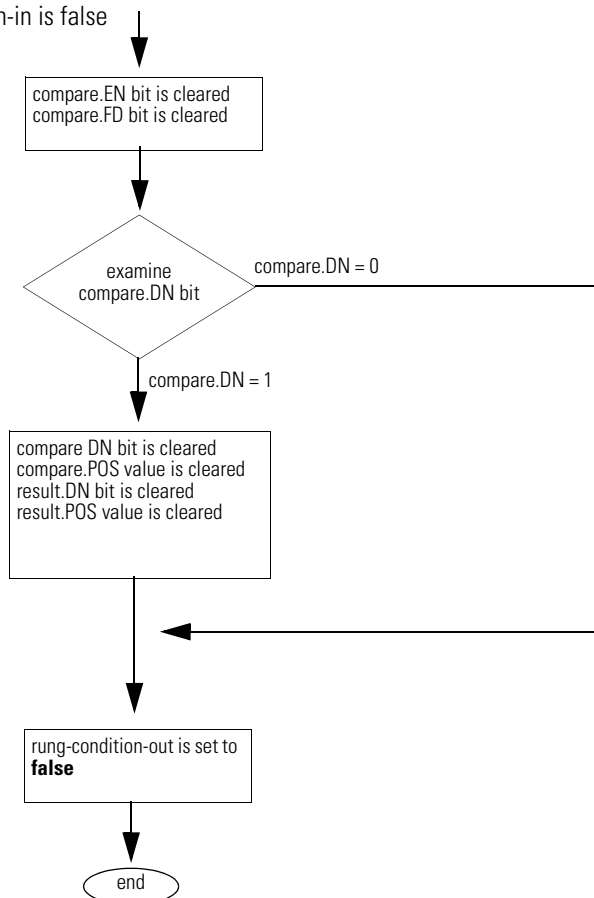 is false
compare.EN bit is cleared
compare.FD bit is cleared
examine
compare.DN bit
compare.DN = 0
compare.DN = 1
compare DN bit is cleared
compare.POS value is cleared
result.DN bit is cleared
result.POS value is cleared
rung-condition-out is set to
false
end